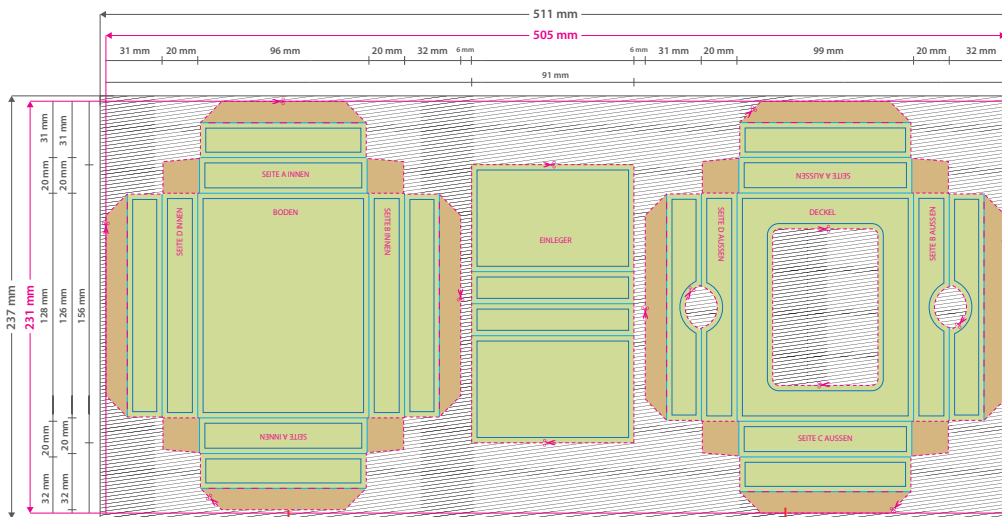 511 mm
505 mm
31 mm
20 mm
96 mm
20 mm
32 mm
6 mm
6 mm
31 mm
20 mm
99 mm
20 mm
32 mm
91 mm
237 mm
231 mm
31 mm
20 mm
128 mm
20 mm
32 mm
31 mm
20 mm
126 mm
20 mm
32 mm
156 mm
SEITE A INNEN
SEITE D INNEN
BODEN
SEITE B INNEN
SEITE A INNEN
EINLEGER
SEITE A AUSSEN
SEITE D AUSSEN
DECKEL
SEITE B AUSSEN
SEITE C AUSSEN